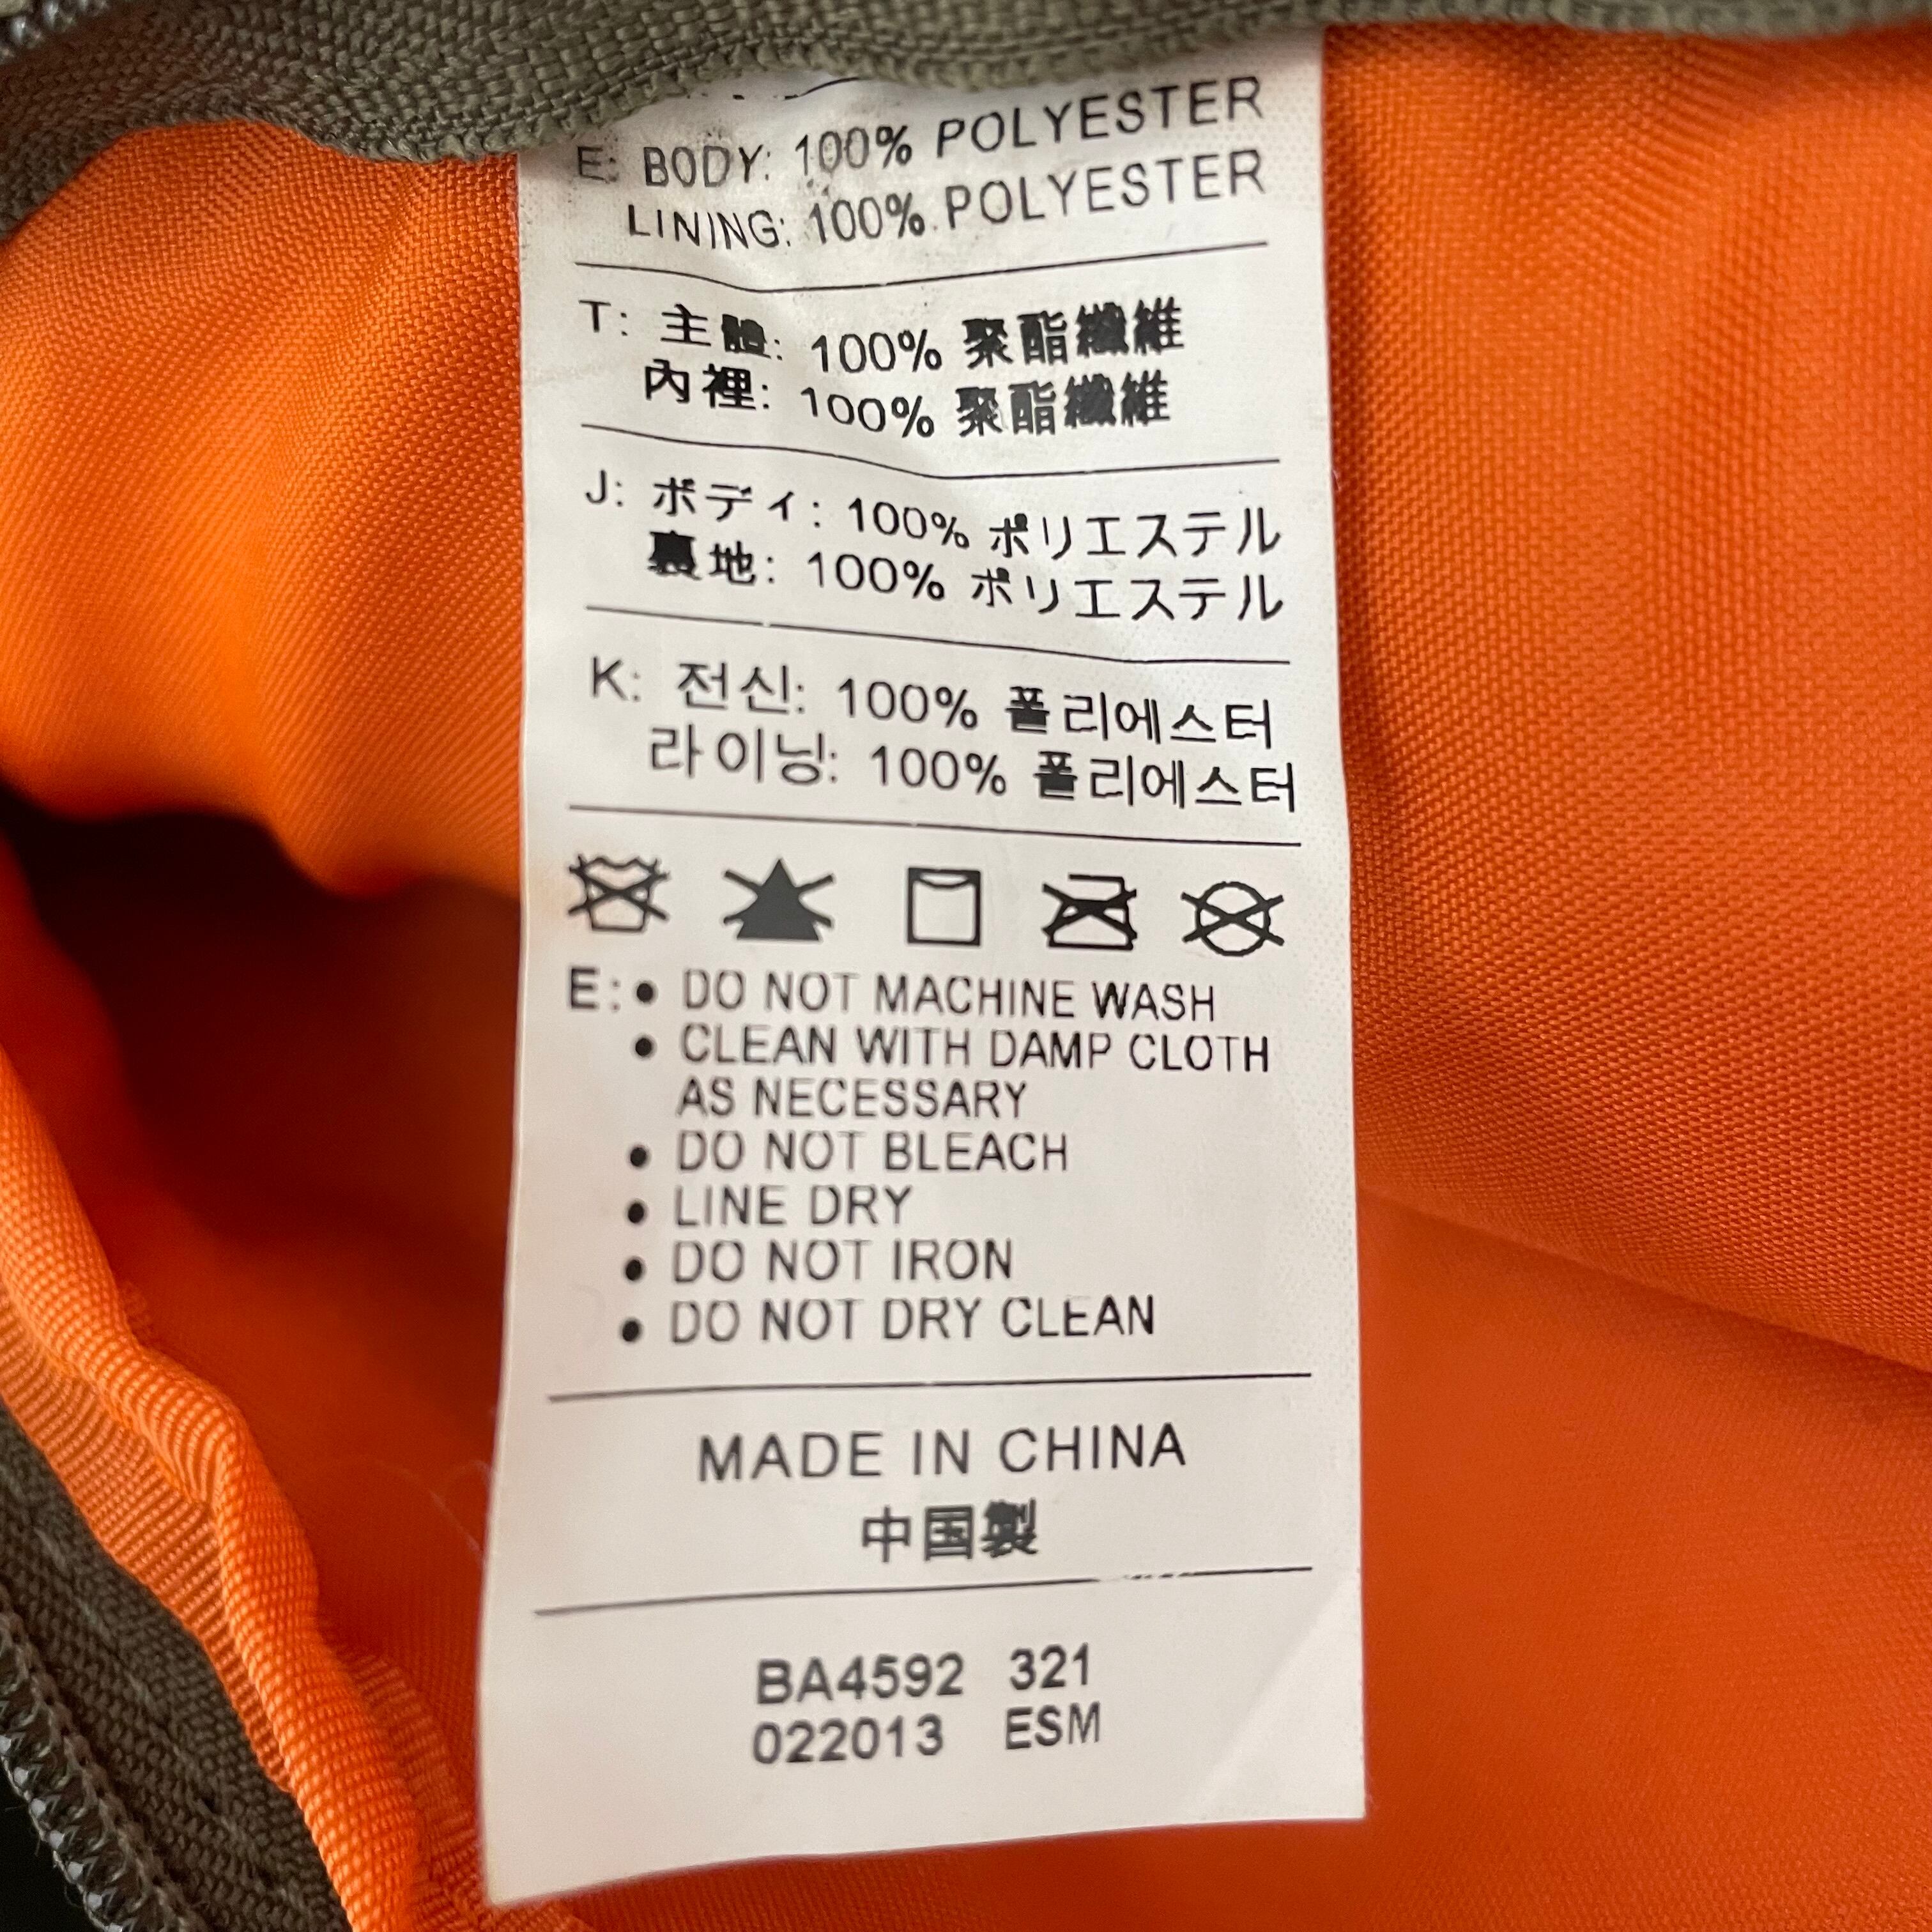 E: BODY: 100% POLYESTER
LINING: 100% POLYESTER
T: 主體: 100% 聚酯纖維
內裡: 100% 聚酯纖維
J: ボディ: 100% ポリエステル
裏地: 100% ポリエステル
K: 전신: 100% 폴리에스터
라이닝: 100% 폴리에스터
E: • DO NOT MACHINE WASH
• CLEAN WITH DAMP CLOTH
AS NECESSARY
• DO NOT BLEACH
• LINE DRY
• DO NOT IRON
• DO NOT DRY CLEAN
MADE IN CHINA
中国製
BA4592 321
022013 ESM